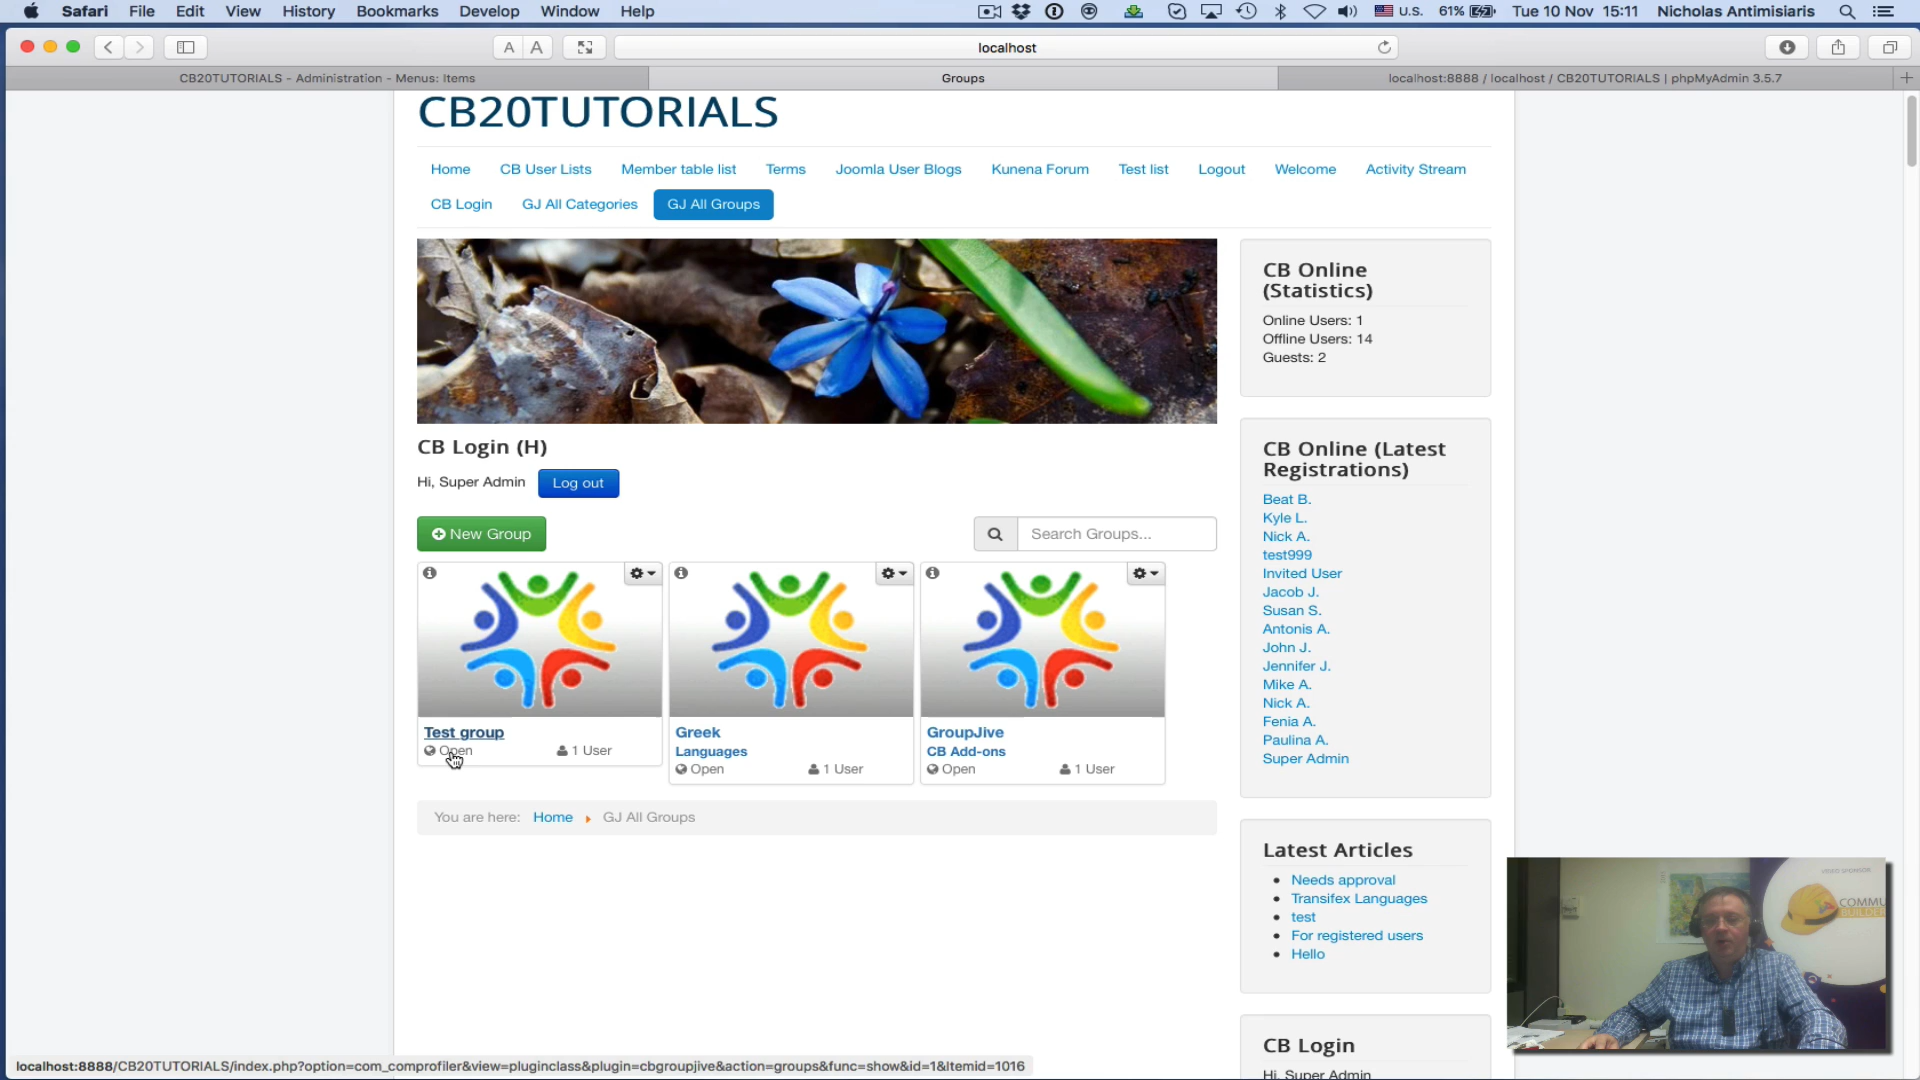 Safari File Edit View History Bookmarks Develop Window Help U.S. 61% Tue 10 Nov 15:11 Nicholas Antimisiaris
A A localhost
CB20TUTORIALS - Administration - Menus: Items Groups localhost:8888 / localhost / CB20TUTORIALS | phpMyAdmin 3.5.7
CB20TUTORIALS
Home CB User Lists Member table list Terms Joomla User Blogs Kunena Forum Test list Logout Welcome Activity Stream
CB Login GJ All Categories GJ All Groups
CB Login (H)
Hi, Super Admin Log out
New Group Search Groups...
Test group
Open 1 User
Greek
Languages
Open 1 User
GroupJive
CB Add-ons
Open 1 User
You are here: Home GJ All Groups
CB Online
(Statistics)
Online Users: 1
Offline Users: 14
Guests: 2
CB Online (Latest
Registrations)
Beat B.
Kyle L.
Nick A.
test999
Invited User
Jacob J.
Susan S.
Antonis A.
John J.
Jennifer J.
Mike A.
Nick A.
Fenia A.
Paulina A.
Super Admin
Latest Articles
Needs approval
Transifex Languages
test
For registered users
Hello
CB Login
Hi, Super Admin
VIDEO SPONSOR
COMMU
BUILDER
localhost:8888/CB20TUTORIALS/index.php?option=com_comprofiler&view=pluginclass&plugin=cbgroupjive&action=groups&func=show&id=1&Itemid=1016